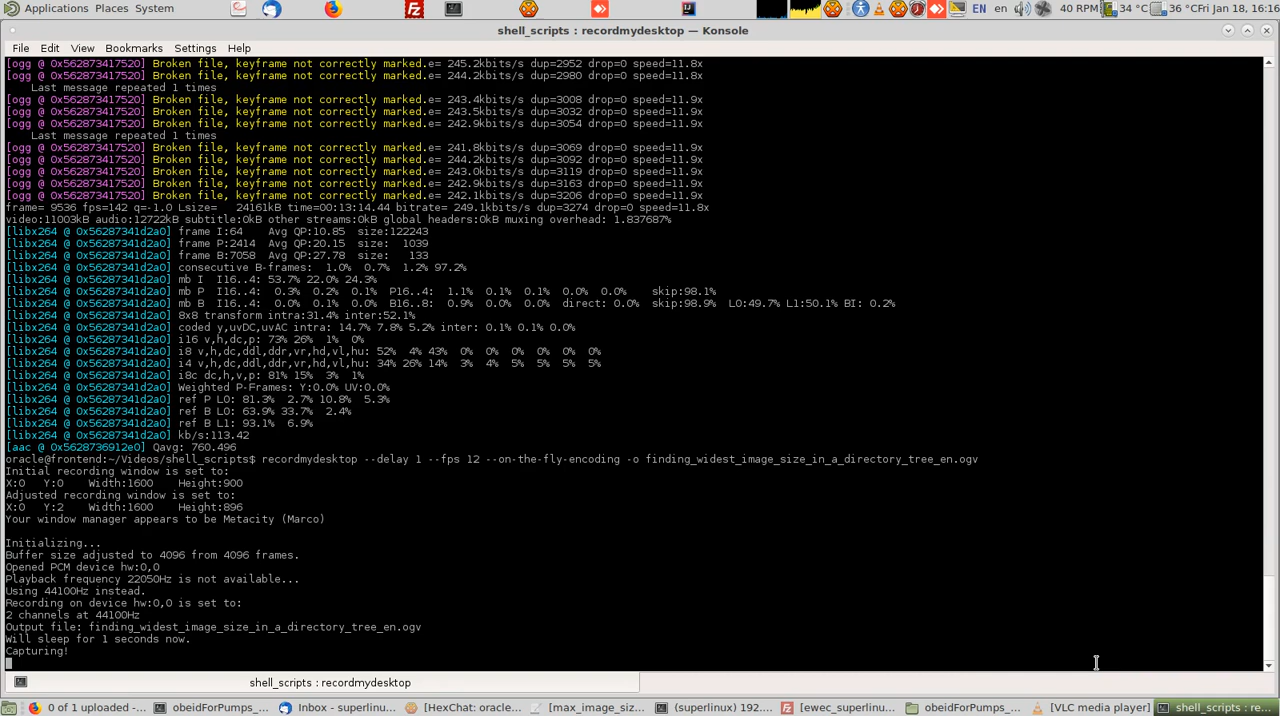 Applications Places System EN en 40 RPM 34 °C 36 °C Fri Jan 18, 16:16
shell_scripts : recordmydesktop — Konsole
File Edit View Bookmarks Settings Help
[ogg @ 0x562873417520] Broken file, keyframe not correctly marked.e= 245.2kbits/s dup=2952 drop=0 speed=11.8x
[ogg @ 0x562873417520] Broken file, keyframe not correctly marked.e= 244.2kbits/s dup=2980 drop=0 speed=11.8x
Last message repeated 1 times
[ogg @ 0x562873417520] Broken file, keyframe not correctly marked.e= 243.4kbits/s dup=3008 drop=0 speed=11.9x
[ogg @ 0x562873417520] Broken file, keyframe not correctly marked.e= 243.5kbits/s dup=3032 drop=0 speed=11.9x
[ogg @ 0x562873417520] Broken file, keyframe not correctly marked.e= 242.9kbits/s dup=3054 drop=0 speed=11.9x
Last message repeated 1 times
[ogg @ 0x562873417520] Broken file, keyframe not correctly marked.e= 241.8kbits/s dup=3069 drop=0 speed=11.9x
[ogg @ 0x562873417520] Broken file, keyframe not correctly marked.e= 244.2kbits/s dup=3092 drop=0 speed=11.9x
[ogg @ 0x562873417520] Broken file, keyframe not correctly marked.e= 243.0kbits/s dup=3119 drop=0 speed=11.9x
[ogg @ 0x562873417520] Broken file, keyframe not correctly marked.e= 242.9kbits/s dup=3163 drop=0 speed=11.9x
[ogg @ 0x562873417520] Broken file, keyframe not correctly marked.e= 242.1kbits/s dup=3206 drop=0 speed=11.9x
frame= 9536 fps=142 q=-1.0 Lsize= 24161kB time=00:13:14.44 bitrate= 249.1kbits/s dup=3274 drop=0 speed=11.8x
video:11003kB audio:12722kB subtitle:0kB other streams:0kB global headers:0kB muxing overhead: 1.837687%
[libx264 @ 0x56287341d2a0] frame I:64 Avg QP:10.85 size:122243
[libx264 @ 0x56287341d2a0] frame P:2414 Avg QP:20.15 size: 1039
[libx264 @ 0x56287341d2a0] frame B:7058 Avg QP:27.78 size: 133
[libx264 @ 0x56287341d2a0] consecutive B-frames: 1.0% 0.7% 1.2% 97.2%
[libx264 @ 0x56287341d2a0] mb I I16..4: 53.7% 22.0% 24.3%
[libx264 @ 0x56287341d2a0] mb P I16..4: 0.3% 0.2% 0.1% P16..4: 1.1% 0.1% 0.1% 0.0% 0.0% skip:98.1%
[libx264 @ 0x56287341d2a0] mb B I16..4: 0.0% 0.1% 0.0% B16..8: 0.9% 0.0% 0.0% direct: 0.0% skip:98.9% L0:49.7% L1:50.1% BI: 0.2%
[libx264 @ 0x56287341d2a0] 8x8 transform intra:31.4% inter:52.1%
[libx264 @ 0x56287341d2a0] coded y,uvDC,uvAC intra: 14.7% 7.8% 5.2% inter: 0.1% 0.1% 0.0%
[libx264 @ 0x56287341d2a0] i16 v,h,dc,p: 73% 26% 1% 0%
[libx264 @ 0x56287341d2a0] i8 v,h,dc,ddl,ddr,vr,hd,vl,hu: 52% 4% 43% 0% 0% 0% 0% 0% 0%
[libx264 @ 0x56287341d2a0] i4 v,h,dc,ddl,ddr,vr,hd,vl,hu: 34% 26% 14% 3% 4% 5% 5% 5% 5%
[libx264 @ 0x56287341d2a0] i8c dc,h,v,p: 81% 15% 3% 1%
[libx264 @ 0x56287341d2a0] Weighted P-Frames: Y:0.0% UV:0.0%
[libx264 @ 0x56287341d2a0] ref P L0: 81.3% 2.7% 10.8% 5.3%
[libx264 @ 0x56287341d2a0] ref B L0: 63.9% 33.7% 2.4%
[libx264 @ 0x56287341d2a0] ref B L1: 93.1% 6.9%
[libx264 @ 0x56287341d2a0] kb/s:113.42
[aac @ 0x5628736912e0] Qavg: 760.496
oracle@frontend:~/Videos/shell_scripts$ recordmydesktop --delay 1 --fps 12 --on-the-fly-encoding -o finding_widest_image_size_in_a_directory_tree_en.ogv
Initial recording window is set to:
X:0 Y:0 Width:1600 Height:900
Adjusted recording window is set to:
X:0 Y:2 Width:1600 Height:896
Your window manager appears to be Metacity (Marco)
Initializing...
Buffer size adjusted to 4096 from 4096 frames.
Opened PCM device hw:0,0
Playback frequency 22050Hz is not available...
Using 44100Hz instead.
Recording on device hw:0,0 is set to:
2 channels at 44100Hz
Output file: finding_widest_image_size_in_a_directory_tree_en.ogv
Will sleep for 1 seconds now.
Capturing!
shell_scripts : recordmydesktop
0 of 1 uploaded -... obeidForPumps_... Inbox - superlinu... [HexChat: oracle... [max_image_siz... (superlinux) 192.... [ewec_superlinux... obeidForPumps_... [VLC media player] shell_scripts : re...